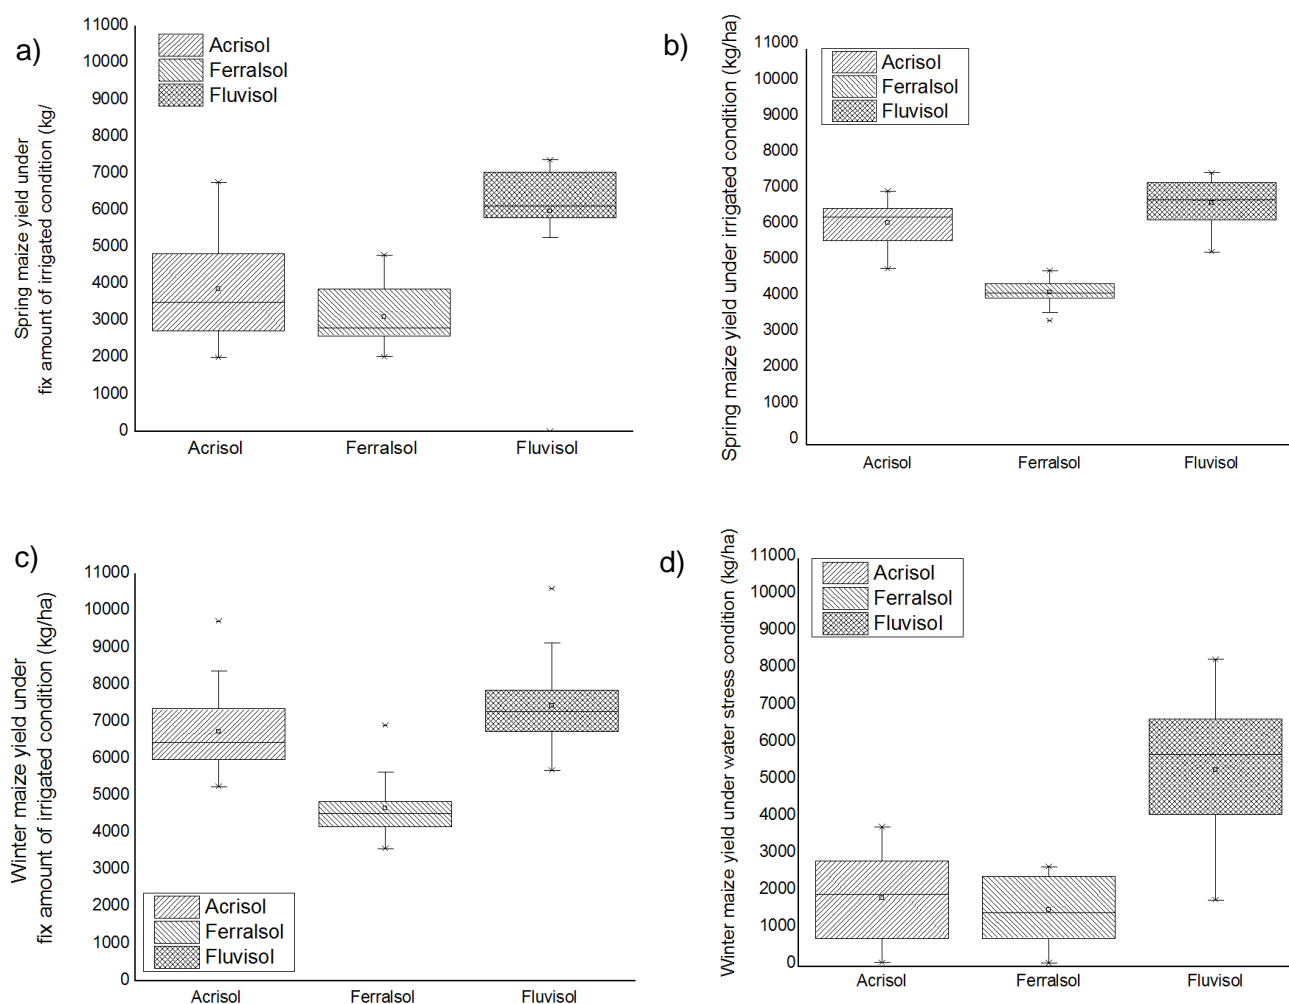 a)
Spring maize yield under
fix amount of irrigated condition (kg/
11000
10000
9000
8000
7000
6000
5000
4000
3000
2000
1000
0
Acrisol
Ferralsol
Fluvisol
Acrisol
Ferralsol
Fluvisol
b)
Spring maize yield under irrigated condition (kg/ha)
11000
10000
9000
8000
7000
6000
5000
4000
3000
2000
1000
0
Acrisol
Ferralsol
Fluvisol
Acrisol
Ferralsol
Fluvisol
c)
Winter maize yield under
fix amount of irrigated condition (kg/ha)
11000
10000
9000
8000
7000
6000
5000
4000
3000
2000
1000
0
Acrisol
Ferralsol
Fluvisol
Acrisol
Ferralsol
Fluvisol
d)
Winter maize yield under water stress condition (kg/ha)
11000
10000
9000
8000
7000
6000
5000
4000
3000
2000
1000
0
Acrisol
Ferralsol
Fluvisol
Acrisol
Ferralsol
Fluvisol